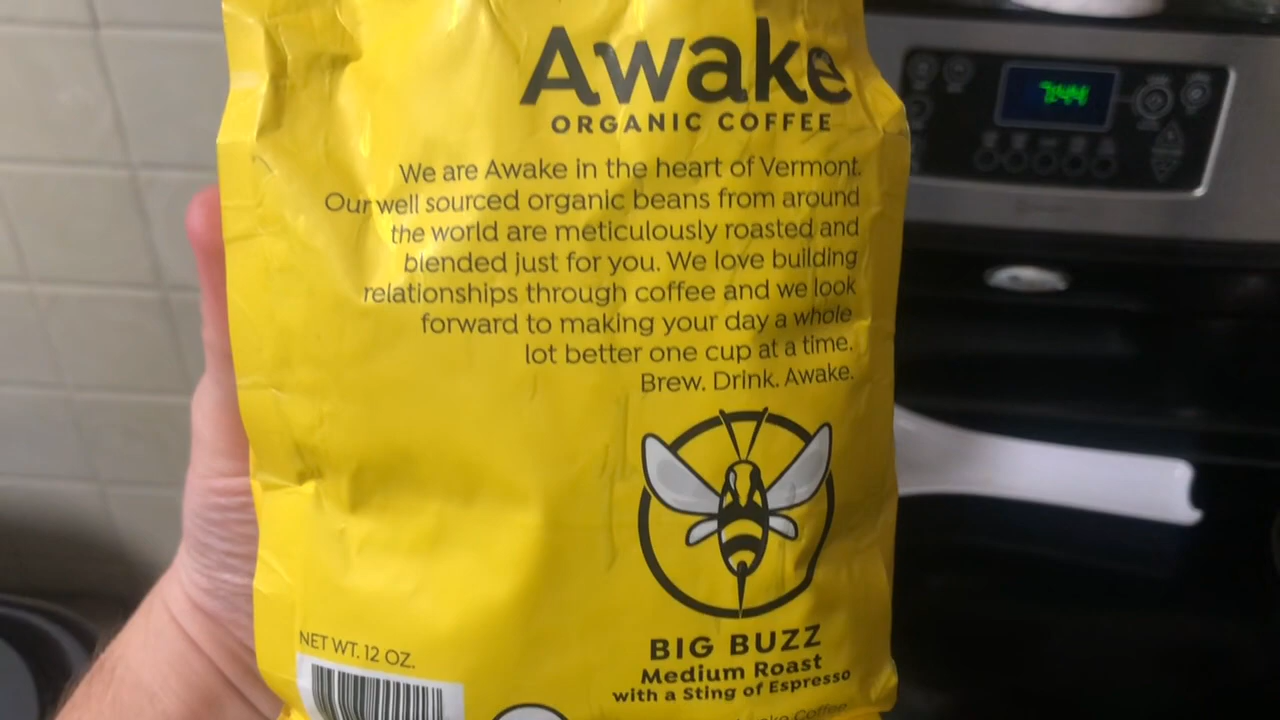 Awake
ORGANIC COFFEE
We are Awake in the heart of Vermont.
Our well sourced organic beans from around
the world are meticulously roasted and
blended just for you. We love building
relationships through coffee and we look
forward to making your day a whole
lot better one cup at a time.
Brew. Drink. Awake.
BIG BUZZ
Medium Roast
with a Sting of Espresso
NET WT. 12 OZ.
Coffee
7:44